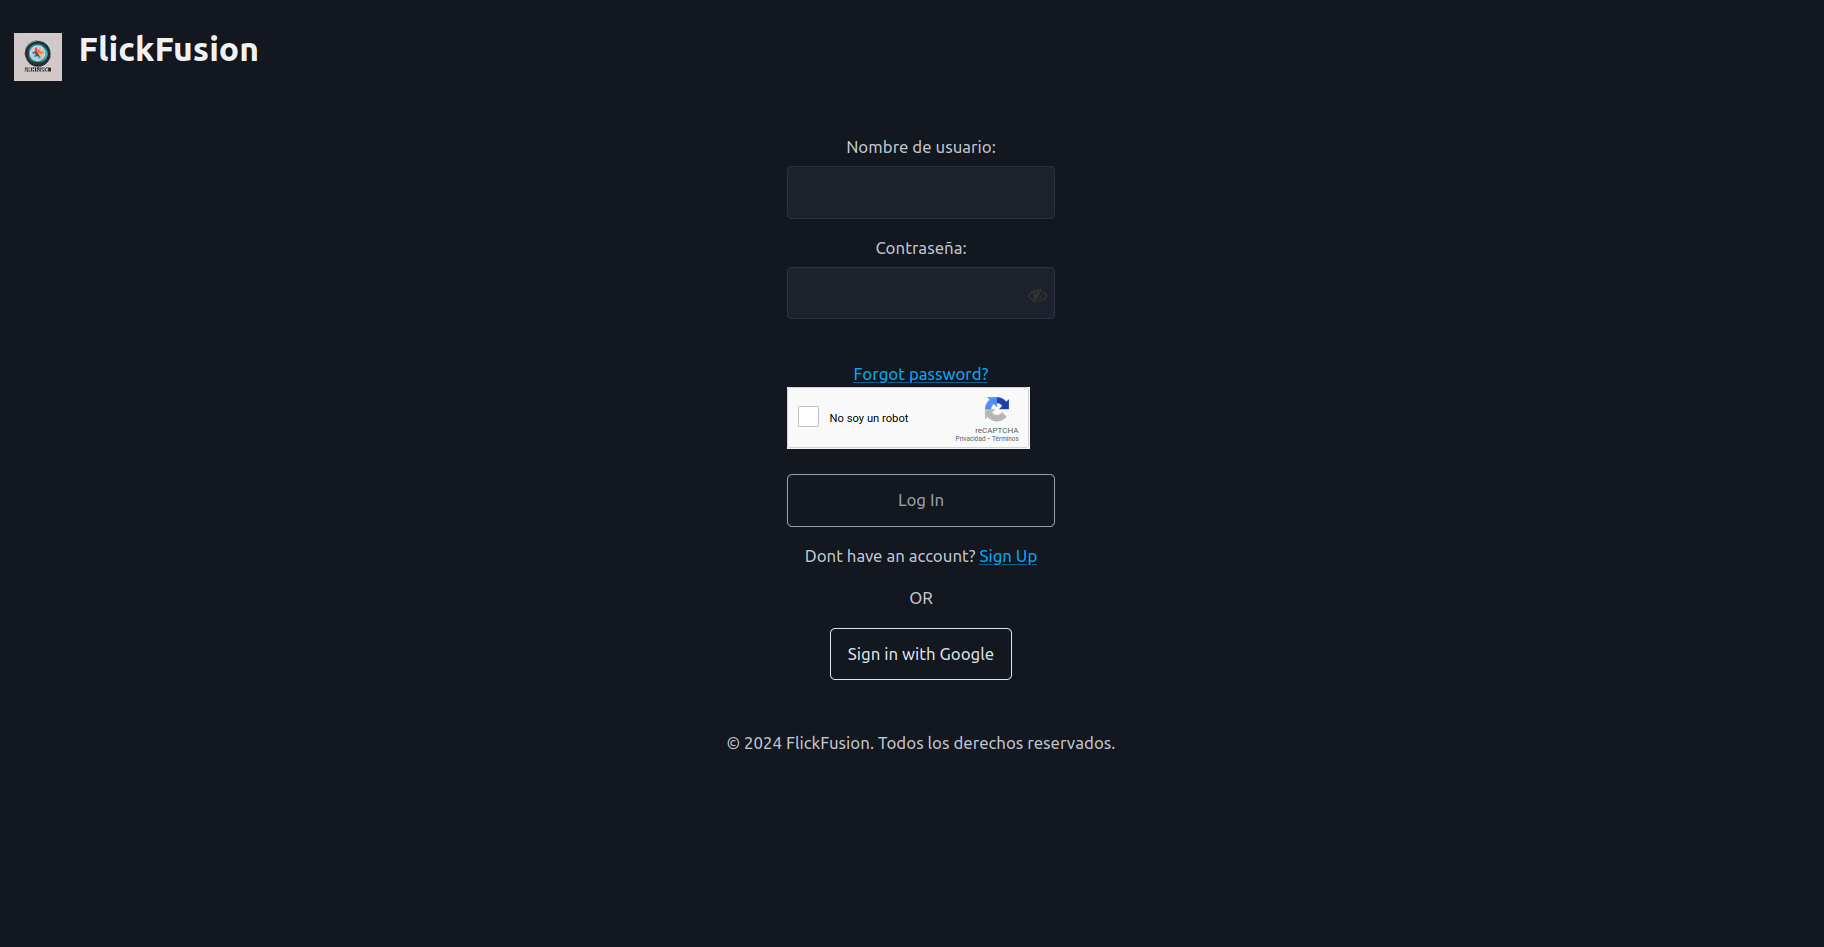 FlickFusion
Nombre de usuario:
Contraseña:
Forgot password?
No soy un robot
reCAPTCHA
Privacidad - Términos
Log In
Dont have an account? Sign Up
OR
Sign in with Google
© 2024 FlickFusion. Todos los derechos reservados.